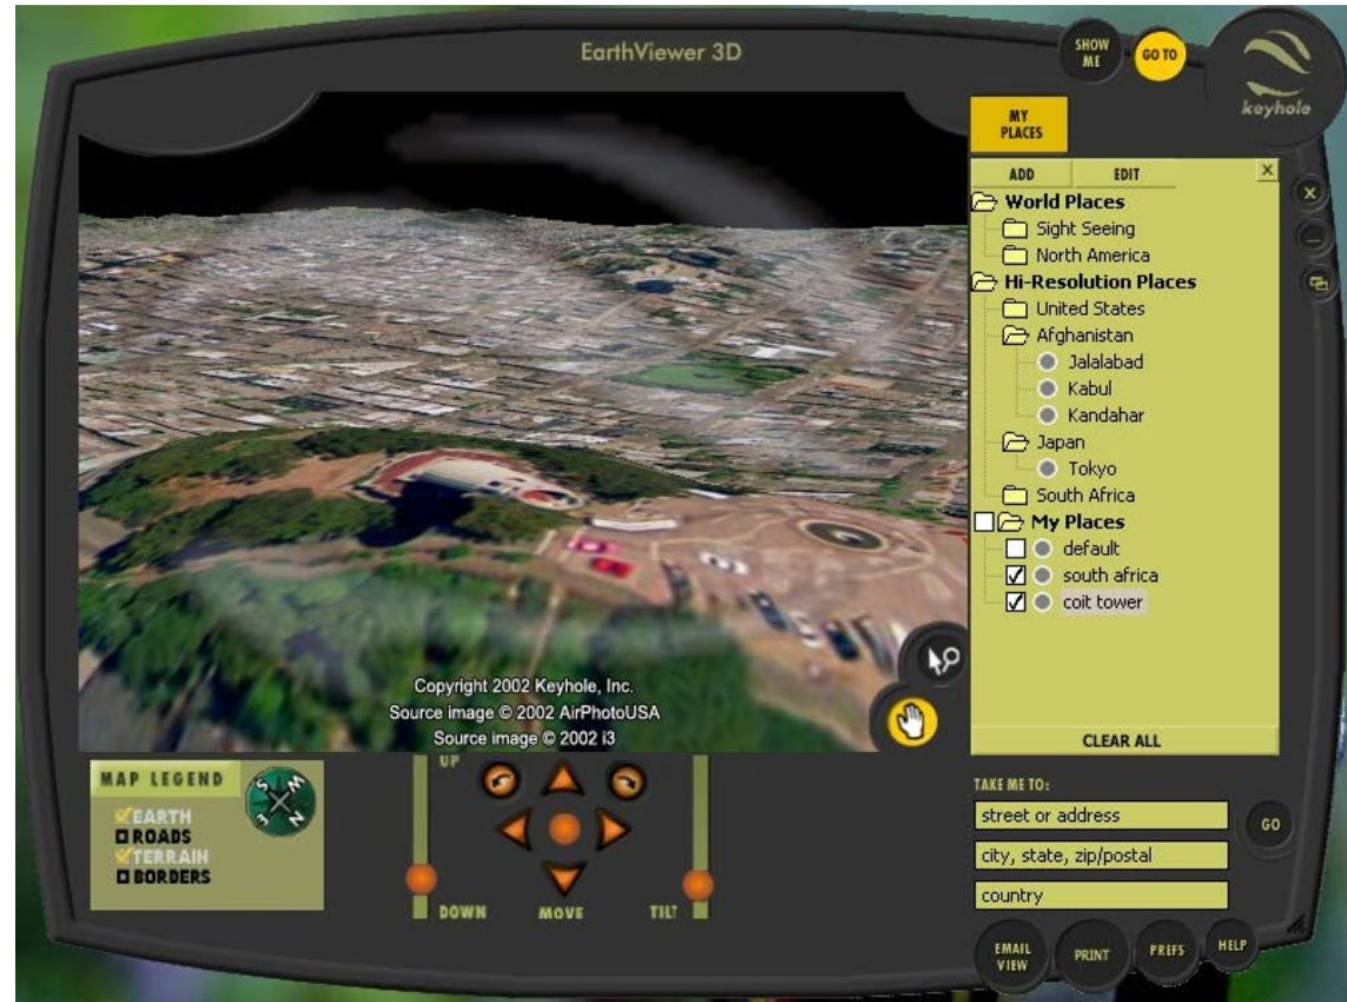 EarthViewer 3D
SHOW
ME
GO TO
keyhole
MY
PLACES
ADD EDIT
World Places
Sight Seeing
North America
Hi-Resolution Places
United States
Afghanistan
Jalalabad
Kabul
Kandahar
Japan
Tokyo
South Africa
My Places
default
south africa
coit tower
CLEAR ALL
Copyright 2002 Keyhole, Inc.
Source image © 2002 AirPhotoUSA
Source image © 2002 i3
MAP LEGEND
EARTH
ROADS
TERRAIN
BORDERS
S W
E N
UP
DOWN
MOVE
TILT
TAKE ME TO:
street or address
city, state, zip/postal
country
GO
EMAIL
VIEW
PRINT
PREFS
HELP